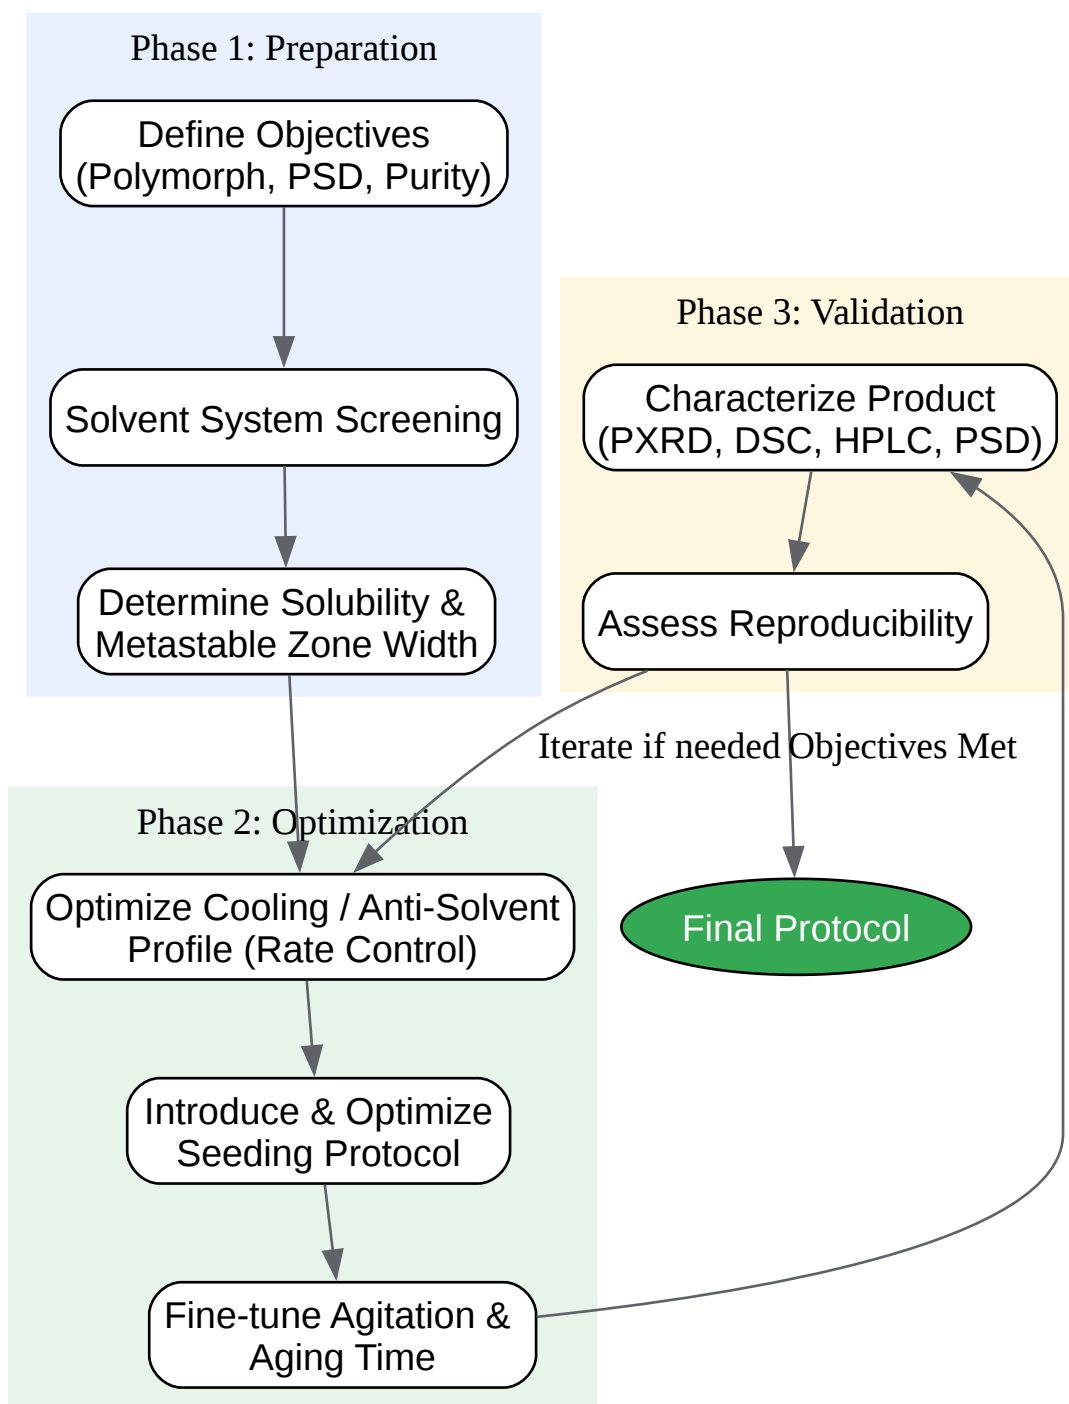 Phase 1: Preparation
Define Objectives
(Polymorph, PSD, Purity)
Solvent System Screening
Determine Solubility &
Metastable Zone Width
Phase 3: Validation
Characterize Product
(PXRD, DSC, HPLC, PSD)
Assess Reproducibility
Iterate if needed
Objectives Met
Phase 2: Optimization
Optimize Cooling / Anti-Solvent
Profile (Rate Control)
Final Protocol
Introduce & Optimize
Seeding Protocol
Fine-tune Agitation &
Aging Time